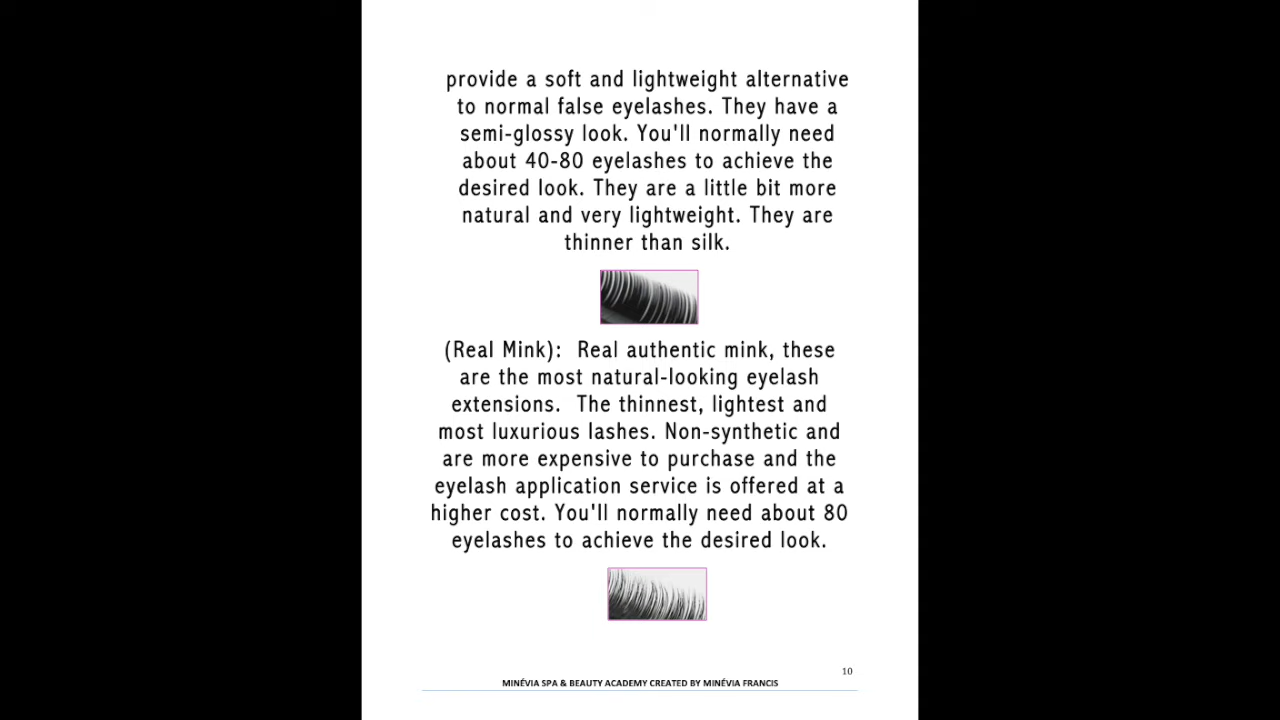 provide a soft and lightweight alternative
to normal false eyelashes. They have a
semi-glossy look. You'll normally need
about 40-80 eyelashes to achieve the
desired look. They are a little bit more
natural and very lightweight. They are
thinner than silk.
(Real Mink):  Real authentic mink, these
are the most natural-looking eyelash
extensions.  The thinnest, lightest and
most luxurious lashes. Non-synthetic and
are more expensive to purchase and the
eyelash application service is offered at a
higher cost. You'll normally need about 80
eyelashes to achieve the desired look.
10
MINÉVIA SPA & BEAUTY ACADEMY CREATED BY MINÉVIA FRANCIS